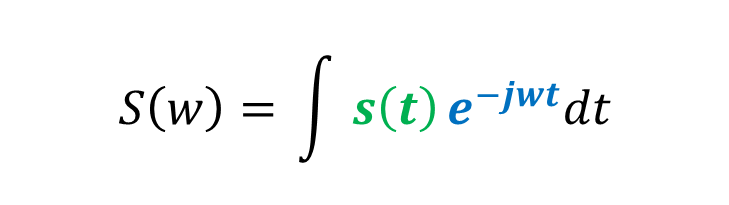 S(w) = ∫ s(t) e^{-jwt} dt